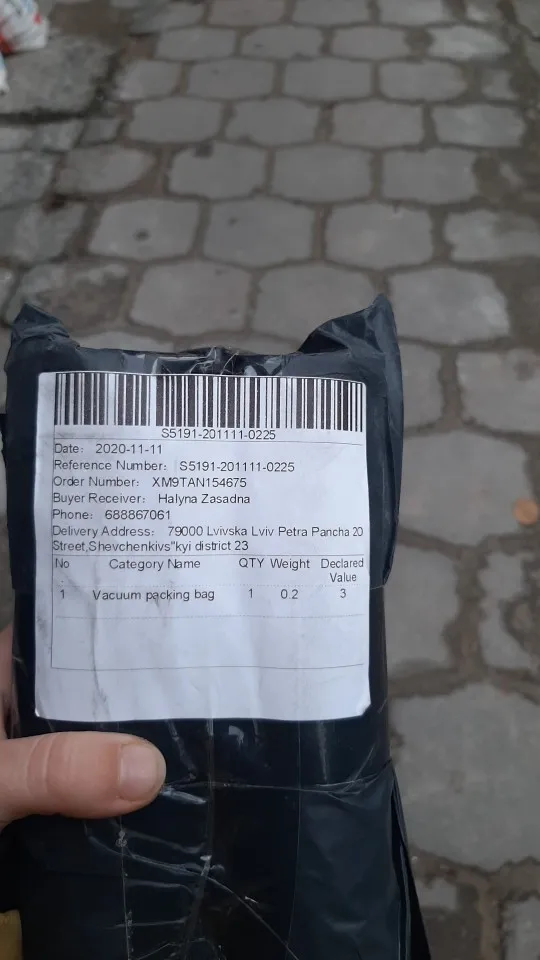 S5191-201111-0225
Date: 2020-11-11
Reference Number: S5191-201111-0225
Order Number: XM9TAN154675
Buyer Receiver: Halyna Zasadna
Phone: 688867061
Delivery Address: 79000 Lvivska Lviv Petra Pancha 20
Street,Shevchenkivs"kyi district 23
No Category Name QTY Weight Declared
Value
1 Vacuum packing bag 1 0.2 3